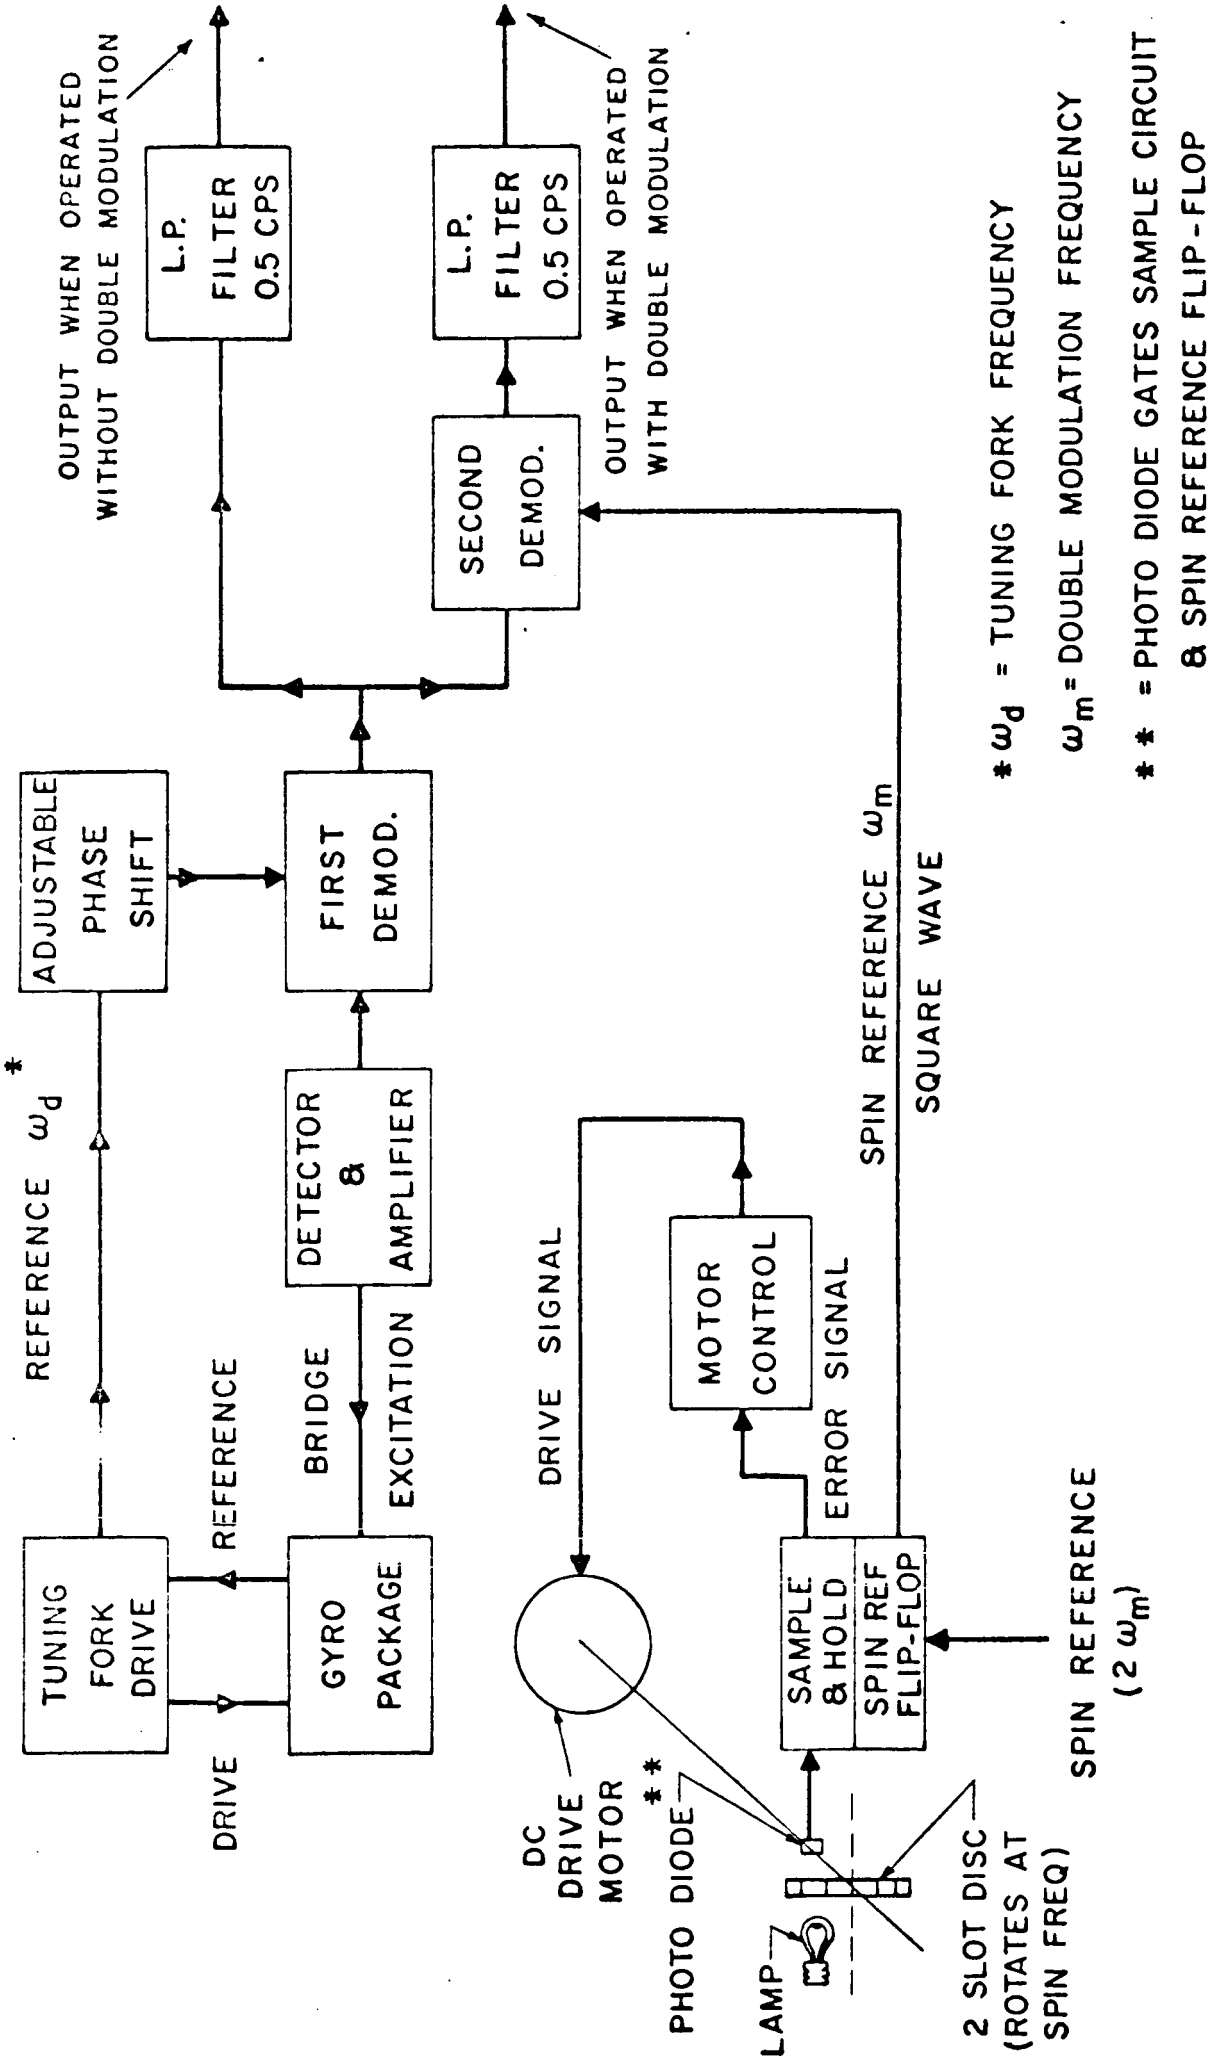 TUNING
FORK
DRIVE
REFERENCE ωd *
ADJUSTABLE
PHASE
SHIFT
DRIVE
REFERENCE
GYRO
PACKAGE
BRIDGE
EXCITATION
DETECTOR
&
AMPLIFIER
FIRST
DEMOD.
OUTPUT WHEN OPERATED
WITHOUT DOUBLE MODULATION
L.P.
FILTER
0.5 CPS
SECOND
DEMOD.
L.P.
FILTER
0.5 CPS
OUTPUT WHEN OPERATED
WITH DOUBLE MODULATION
DC
DRIVE
MOTOR
DRIVE SIGNAL
MOTOR
CONTROL
ERROR SIGNAL
PHOTO DIODE **
LAMP
SAMPLE
& HOLD
SPIN REF
FLIP-FLOP
SPIN REFERENCE ωm
SQUARE WAVE
2 SLOT DISC
(ROTATES AT
SPIN FREQ)
SPIN REFERENCE
(2 ωm)
* ωd = TUNING FORK FREQUENCY
ωm = DOUBLE MODULATION FREQUENCY
** = PHOTO DIODE GATES SAMPLE CIRCUIT
& SPIN REFERENCE FLIP-FLOP